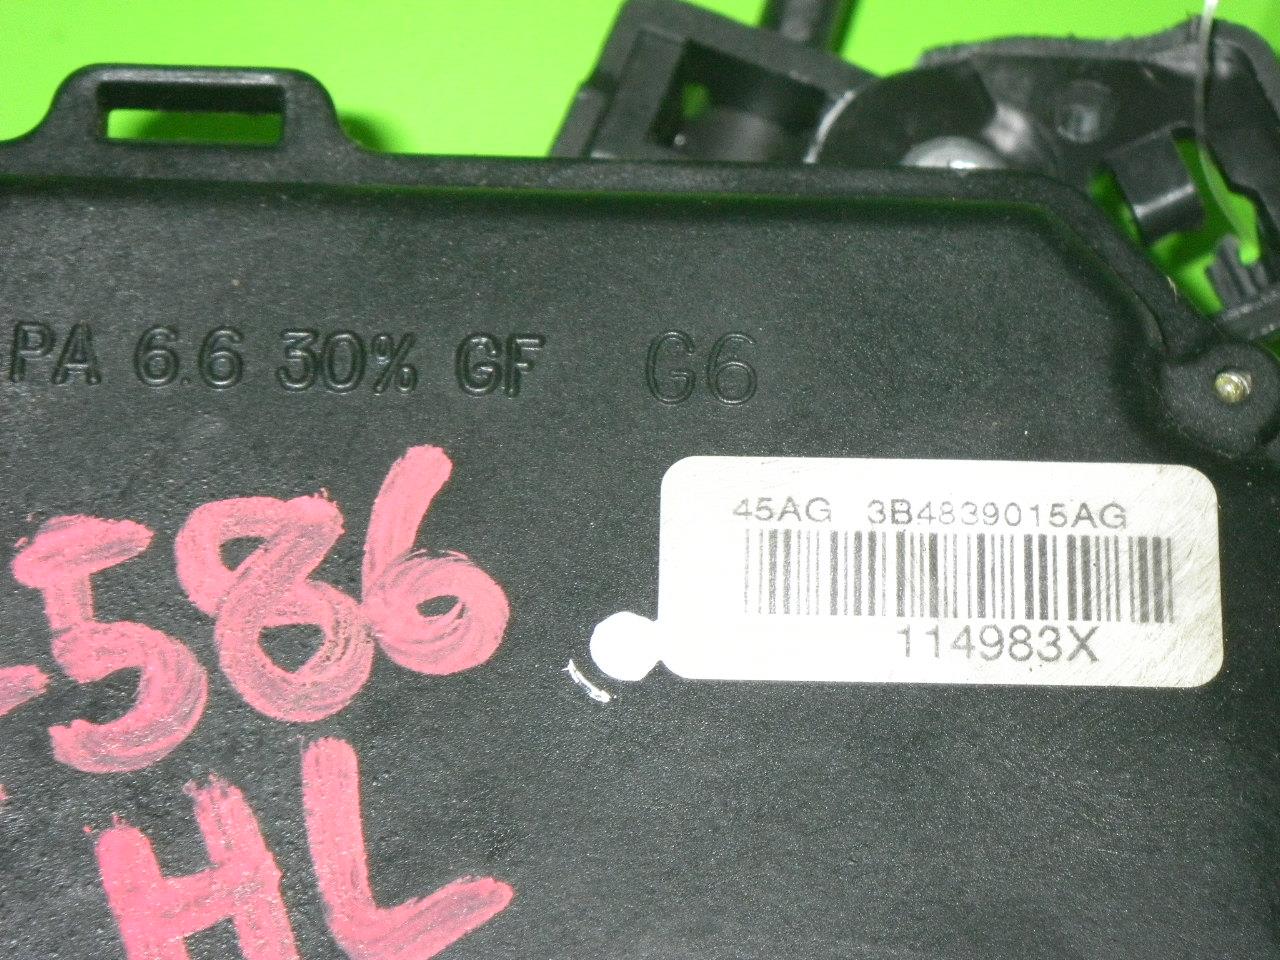 PA 6.6 30% GF G6
45AG 3B4839015AG
114983X
-586
HL